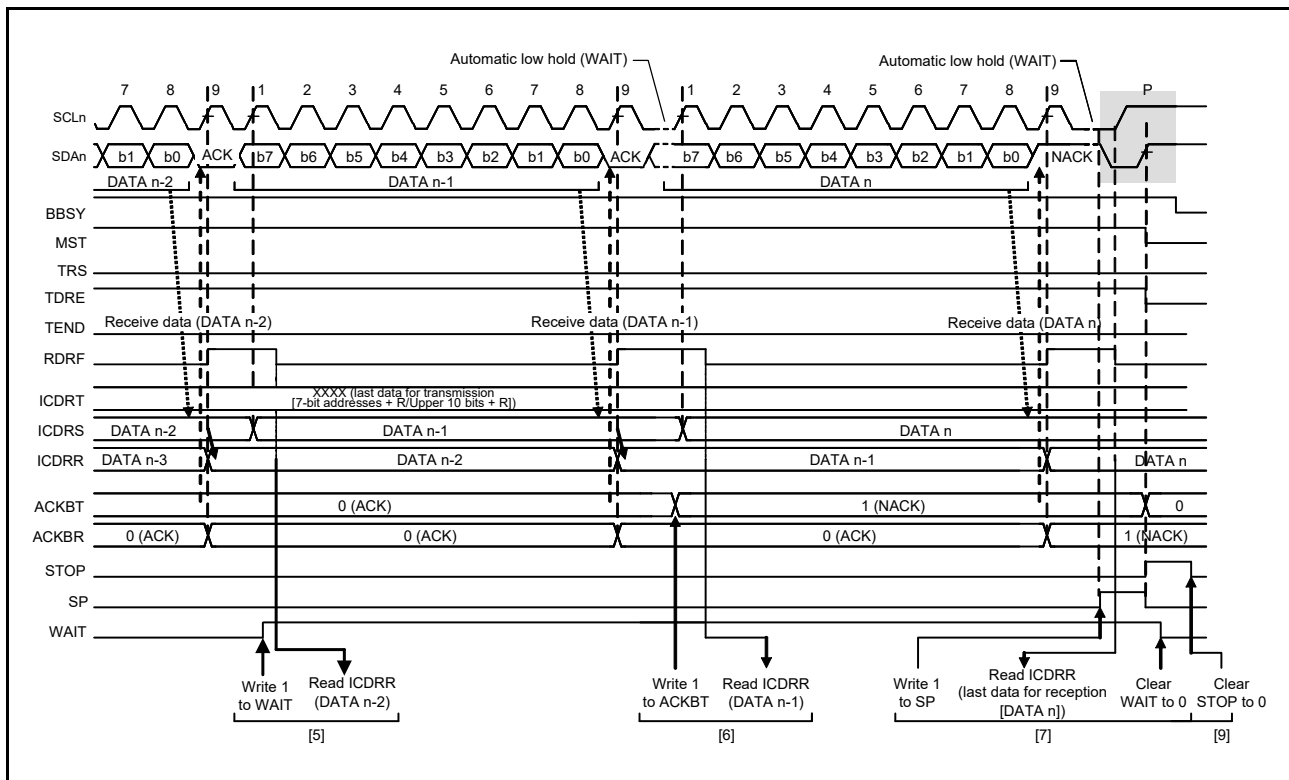 Automatic low hold (WAIT)
Automatic low hold (WAIT)
7 8 9 1 2 3 4 5 6 7 8 9 1 2 3 4 5 6 7 8 9 P
SCLn
SDAn b1 b0 ACK b7 b6 b5 b4 b3 b2 b1 b0 ACK b7 b6 b5 b4 b3 b2 b1 b0 NACK
DATA n-2 DATA n-1 DATA n
BBSY
MST
TRS
TDRE
TEND Receive data (DATA n-2) Receive data (DATA n-1) Receive data (DATA n)
RDRF
ICDRT XXXX (last data for transmission
[7-bit addresses + R/Upper 10 bits + R])
ICDRS DATA n-2 DATA n-1 DATA n
ICDRR DATA n-3 DATA n-2 DATA n-1 DATA n
ACKBT 0 (ACK) 1 (NACK) 0
ACKBR 0 (ACK) 0 (ACK) 0 (ACK) 1 (NACK)
STOP
SP
WAIT
Write 1
to WAIT
Read ICDRR
(DATA n-2)
[5]
Write 1
to ACKBT
Read ICDRR
(DATA n-1)
[6]
Write 1
to SP
Read ICDRR
(last data for reception
[DATA n])
Clear
WAIT to 0
[7]
Clear
STOP to 0
[9]